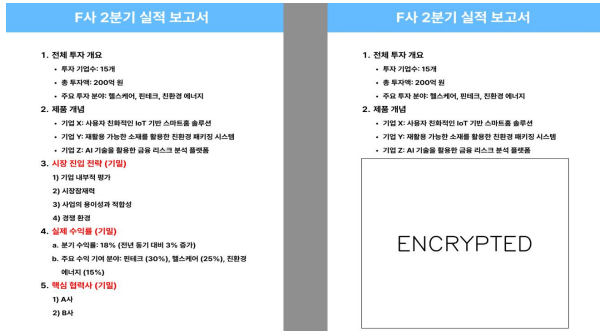 F사 2분기 실적 보고서
1. 전체 투자 개요
• 투자 기업수: 15개
• 총 투자액: 200억 원
• 주요 투자 분야: 헬스케어, 핀테크, 친환경 에너지
2. 제품 개념
• 기업 X: 사용자 친화적인 IoT 기반 스마트홈 솔루션
• 기업 Y: 재활용 가능한 소재를 활용한 친환경 패키징 시스템
• 기업 Z: AI 기술을 활용한 금융 리스크 분석 플랫폼
3. 시장 진입 전략 (기밀)
1) 기업 내부적 평가
2) 시장잠재력
3) 사업의 용이성과 적합성
4) 경쟁 환경
4. 실제 수익률 (기밀)
a. 분기 수익률: 18% (전년 동기 대비 3% 증가)
b. 주요 수익 기여 분야: 핀테크 (30%), 헬스케어 (25%), 친환경
에너지 (15%)
5. 핵심 협력사 (기밀)
1) A사
2) B사
F사 2분기 실적 보고서
1. 전체 투자 개요
• 투자 기업수: 15개
• 총 투자액: 200억 원
• 주요 투자 분야: 헬스케어, 핀테크, 친환경 에너지
2. 제품 개념
• 기업 X: 사용자 친화적인 IoT 기반 스마트홈 솔루션
• 기업 Y: 재활용 가능한 소재를 활용한 친환경 패키징 시스템
• 기업 Z: AI 기술을 활용한 금융 리스크 분석 플랫폼
ENCRYPTED